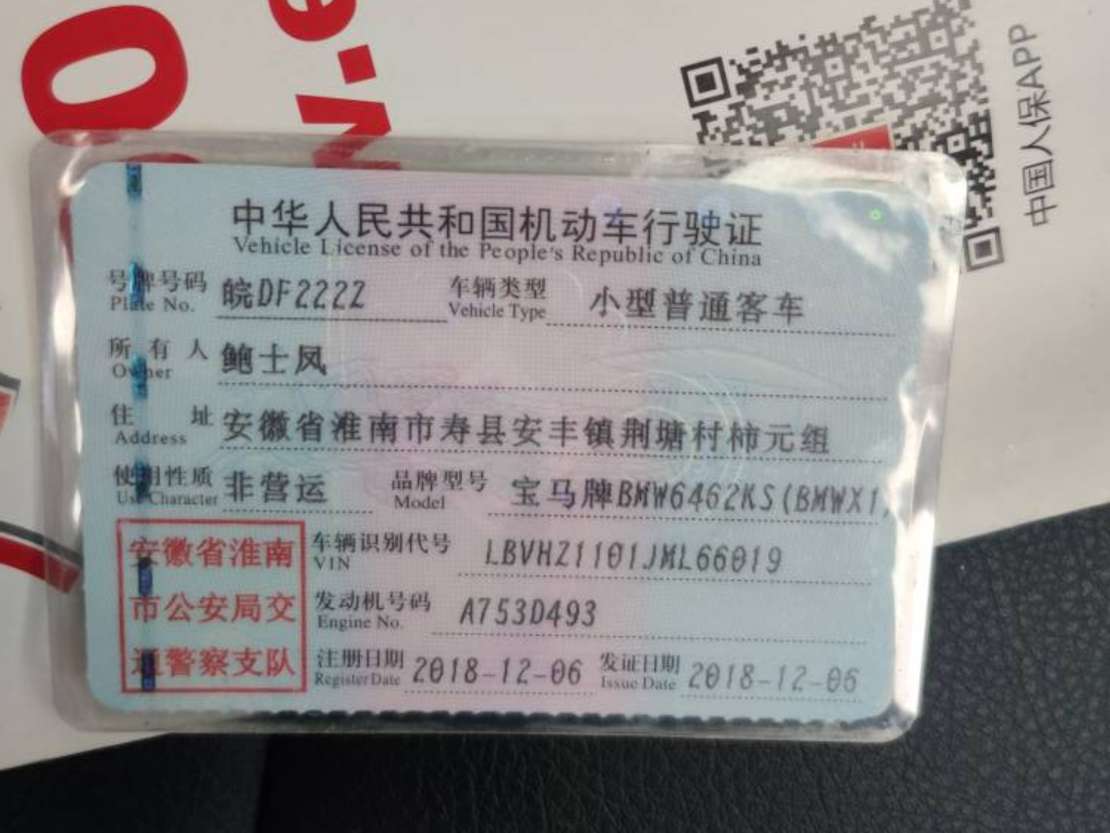 中国人保APP
中华人民共和国机动车行驶证
Vehicle License of the People's Republic of China
号牌号码 皖DF2222 车辆类型 小型普通客车
Plate No. Vehicle Type
所有人 鲍士凤
Owner
住址 安徽省淮南市寿县安丰镇荆塘村柿元组
Address
使用性质 非营运 品牌型号 宝马牌BMW6462KS(BMWX1)
Use Character Model
安徽省淮南
市公安局交
通警察支队
车辆识别代号 LBVHZ1101JML66019
VIN
发动机号码 A753D493
Engine No.
注册日期 2018-12-06 发证日期 2018-12-06
Register Date Issue Date